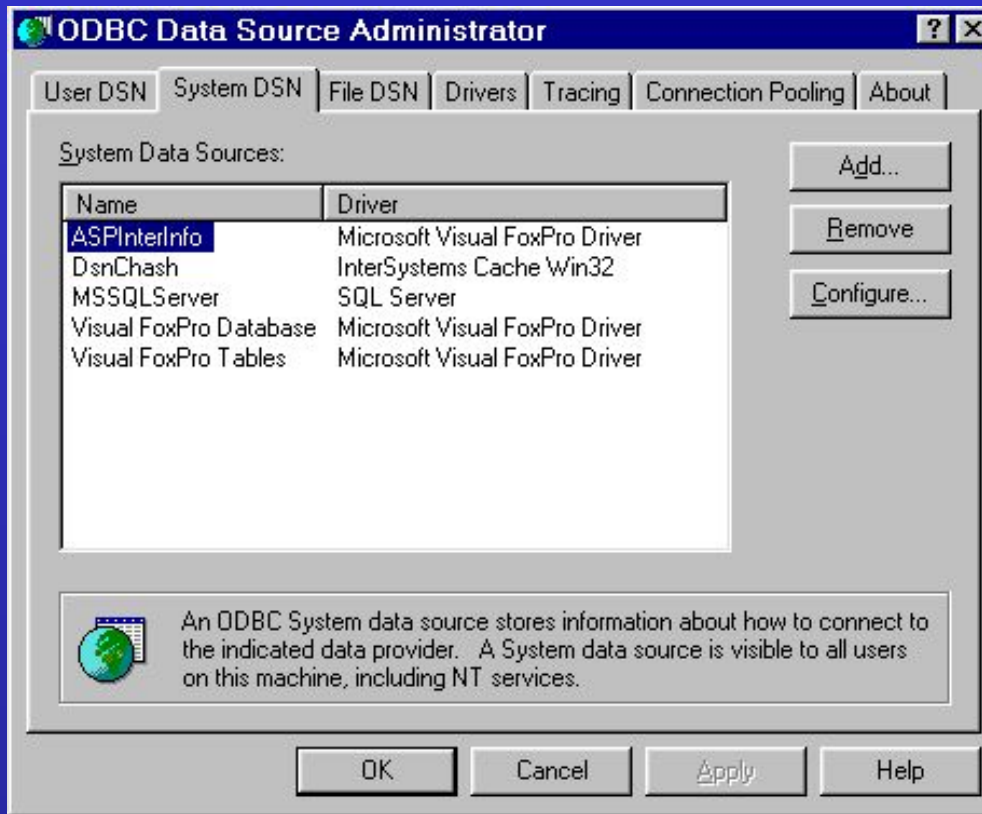 ODBC Data Source Administrator
User DSN System DSN File DSN Drivers Tracing Connection Pooling About
System Data Sources:
Name Driver
ASPInterInfo Microsoft Visual FoxPro Driver
DsnChash InterSystems Cache Win32
MSSQLServer SQL Server
Visual FoxPro Database Microsoft Visual FoxPro Driver
Visual FoxPro Tables Microsoft Visual FoxPro Driver
Add...
Remove
Configure...
An ODBC System data source stores information about how to connect to
the indicated data provider. A System data source is visible to all users
on this machine, including NT services.
OK Cancel Apply Help